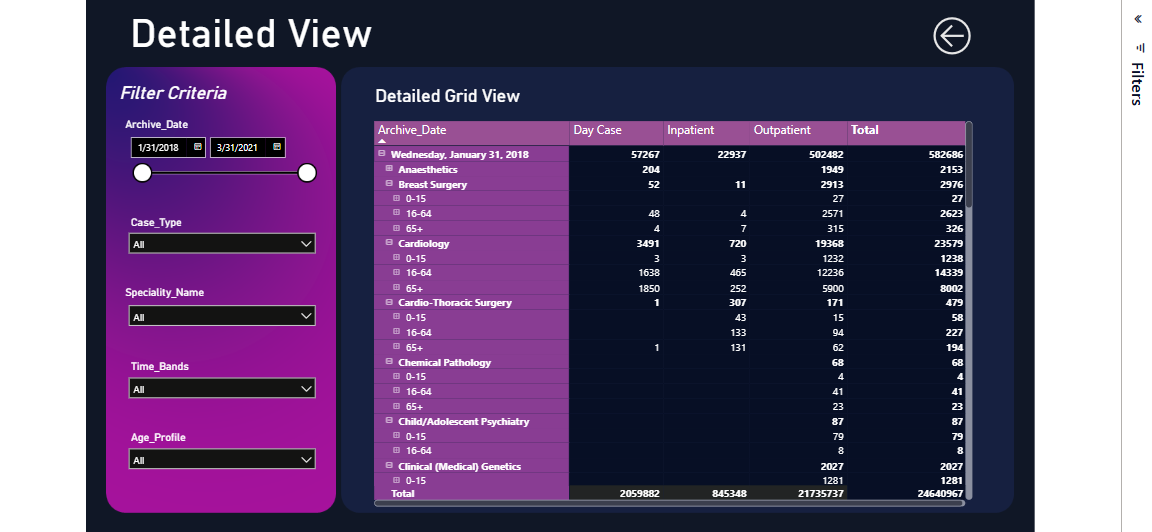 Detailed View
Filters
Filter Criteria
Archive_Date
1/31/2018 3/31/2021
Case_Type
All
Speciality_Name
All
Time_Bands
All
Age_Profile
All
Detailed Grid View
Archive_Date Day Case Inpatient Outpatient Total
Wednesday, January 31, 2018 57267 22937 502482 582686
Anaesthetics 204 1949 2153
Breast Surgery 52 11 2913 2976
0-15 27 27
16-64 48 4 2571 2623
65+ 4 7 315 326
Cardiology 3491 720 19368 23579
0-15 3 3 1232 1238
16-64 1638 465 12236 14339
65+ 1850 252 5900 8002
Cardio-Thoracic Surgery 1 307 171 479
0-15 43 15 58
16-64 133 94 227
65+ 1 131 62 194
Chemical Pathology 68 68
0-15 4 4
16-64 41 41
65+ 23 23
Child/Adolescent Psychiatry 87 87
0-15 79 79
16-64 8 8
Clinical (Medical) Genetics 2027 2027
0-15 1281 1281
Total 2059882 845348 21735737 24640967